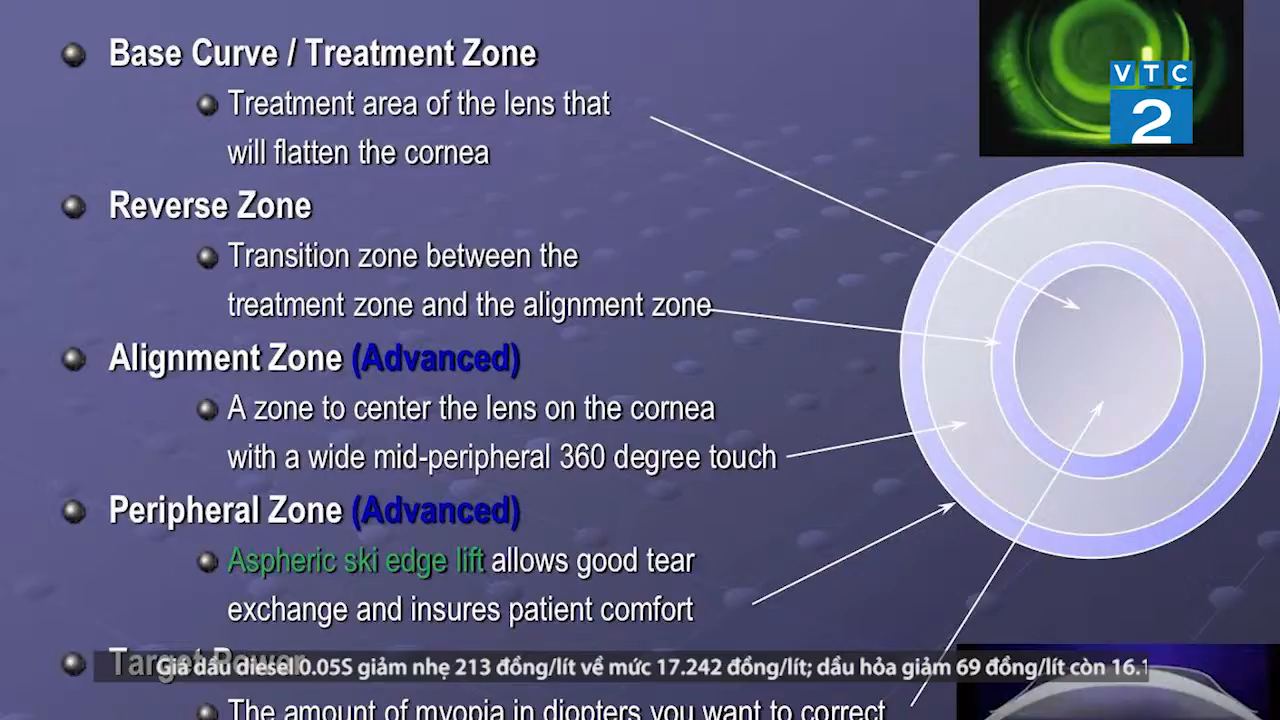 Base Curve / Treatment Zone
Treatment area of the lens that
will flatten the cornea
Reverse Zone
Transition zone between the
treatment zone and the alignment zone
Alignment Zone (Advanced)
A zone to center the lens on the cornea
with a wide mid-peripheral 360 degree touch
Peripheral Zone (Advanced)
Aspheric ski edge lift allows good tear
exchange and insures patient comfort
Target Power
The amount of myopia in diopters you want to correct
VTC
2
Giá dầu diesel 0.05S giảm nhẹ 213 đồng/lít về mức 17.242 đồng/lít; dầu hỏa giảm 69 đồng/lít còn 16.1